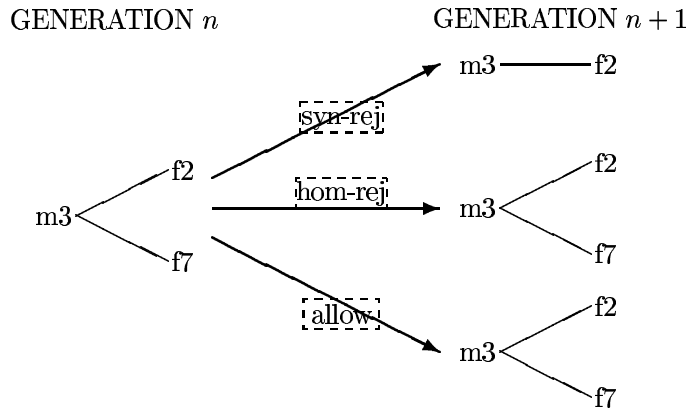 GENERATION n
GENERATION n + 1
m3
f2
syn-rej
f2
f2
hom-rej
m3
m3
f7
f7
f2
allow
m3
f7